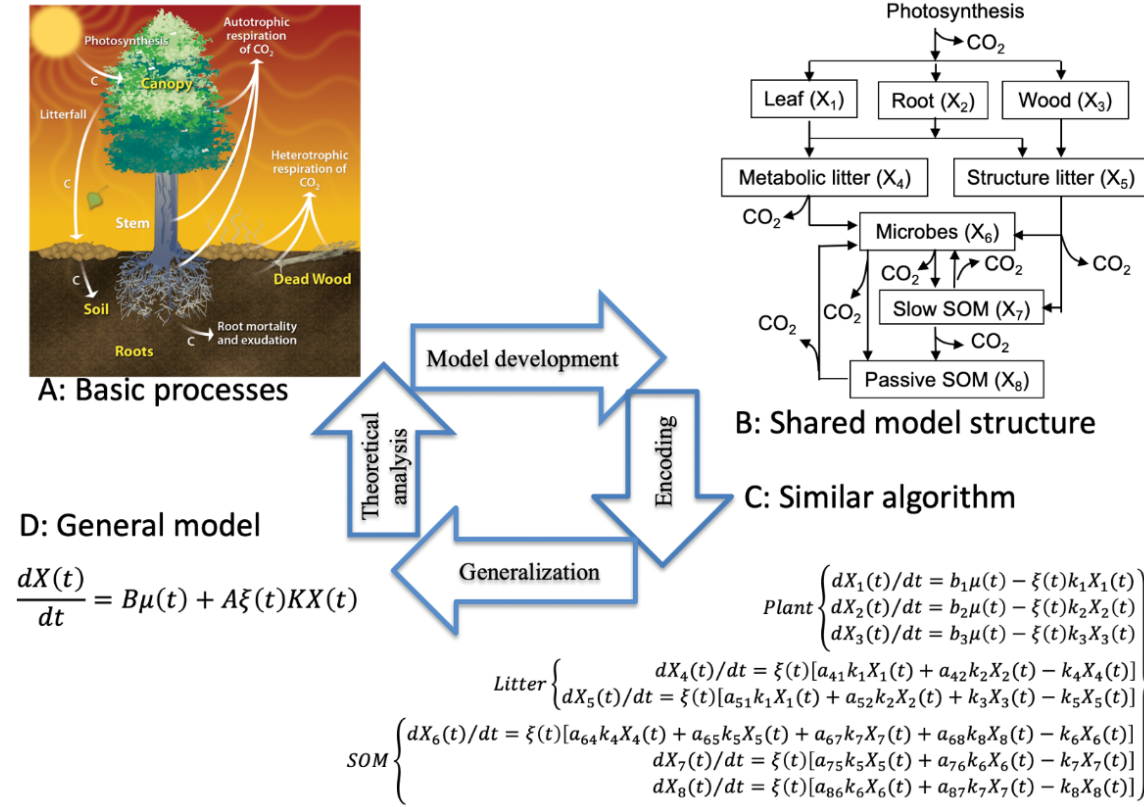 Photosynthesis
Autotrophic
respiration
of CO₂
C
Canopy
Litterfall
C
Heterotrophic
respiration of
CO₂
Stem
C
Dead Wood
Soil
Root mortality
and exudation
C
Roots
A: Basic processes
Photosynthesis
CO₂
Leaf (X₁)
Root (X₂)
Wood (X₃)
Metabolic litter (X₄)
Structure litter (X₅)
CO₂
Microbes (X₆)
CO₂
CO₂
CO₂
CO₂
Slow SOM (X₇)
CO₂
CO₂
Passive SOM (X₈)
B: Shared model structure
Model development
Encoding
Generalization
Theoretical
analysis
C: Similar algorithm
Plant
dX₁(t)/dt = b₁μ(t) − ξ(t)k₁X₁(t)
dX₂(t)/dt = b₂μ(t) − ξ(t)k₂X₂(t)
dX₃(t)/dt = b₃μ(t) − ξ(t)k₃X₃(t)
Litter
dX₄(t)/dt = ξ(t)[a₄₁k₁X₁(t) + a₄₂k₂X₂(t) − k₄X₄(t)]
dX₅(t)/dt = ξ(t)[a₅₁k₁X₁(t) + a₅₂k₂X₂(t) + k₃X₃(t) − k₅X₅(t)]
SOM
dX₆(t)/dt = ξ(t)[a₆₄k₄X₄(t) + a₆₅k₅X₅(t) + a₆₇k₇X₇(t) + a₆₈k₈X₈(t) − k₆X₆(t)]
dX₇(t)/dt = ξ(t)[a₇₅k₅X₅(t) + a₇₆k₆X₆(t) − k₇X₇(t)]
dX₈(t)/dt = ξ(t)[a₈₆k₆X₆(t) + a₈₇k₇X₇(t) − k₈X₈(t)]
D: General model
dX(t)
dt
= Bμ(t) + Aξ(t)KX(t)